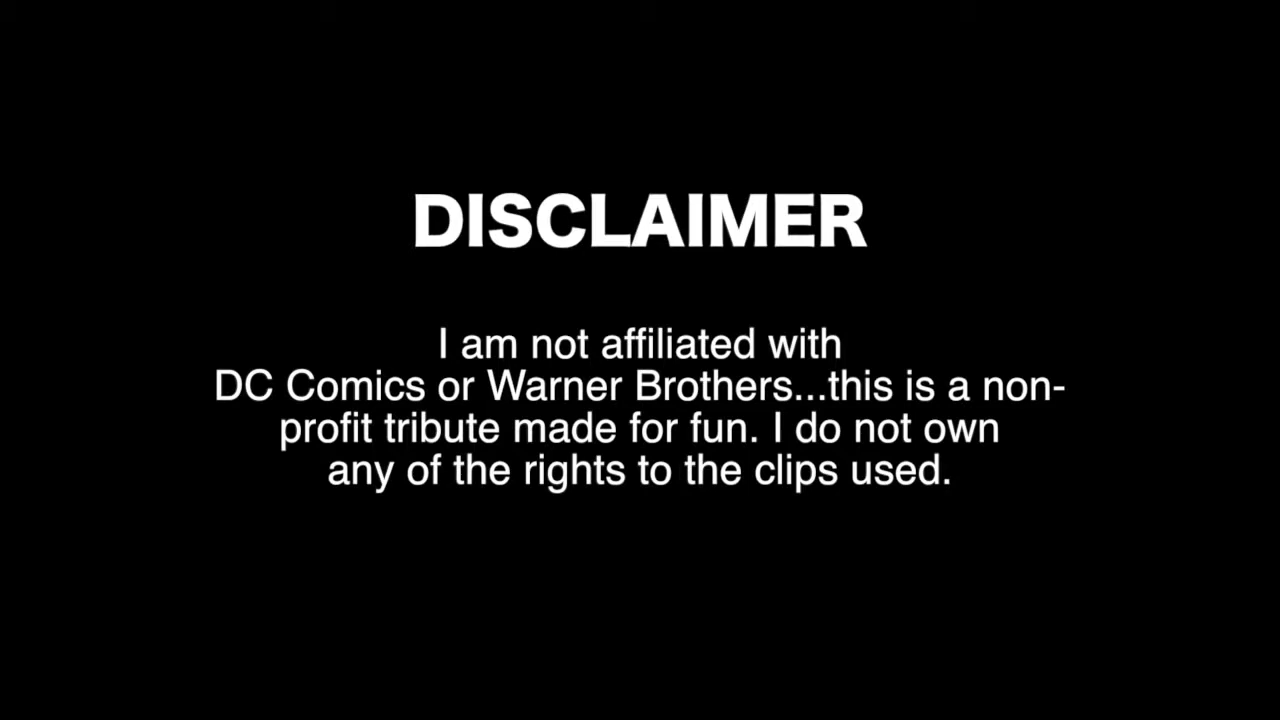 DISCLAIMER
I am not affiliated with
DC Comics or Warner Brothers...this is a non-
profit tribute made for fun. I do not own
any of the rights to the clips used.